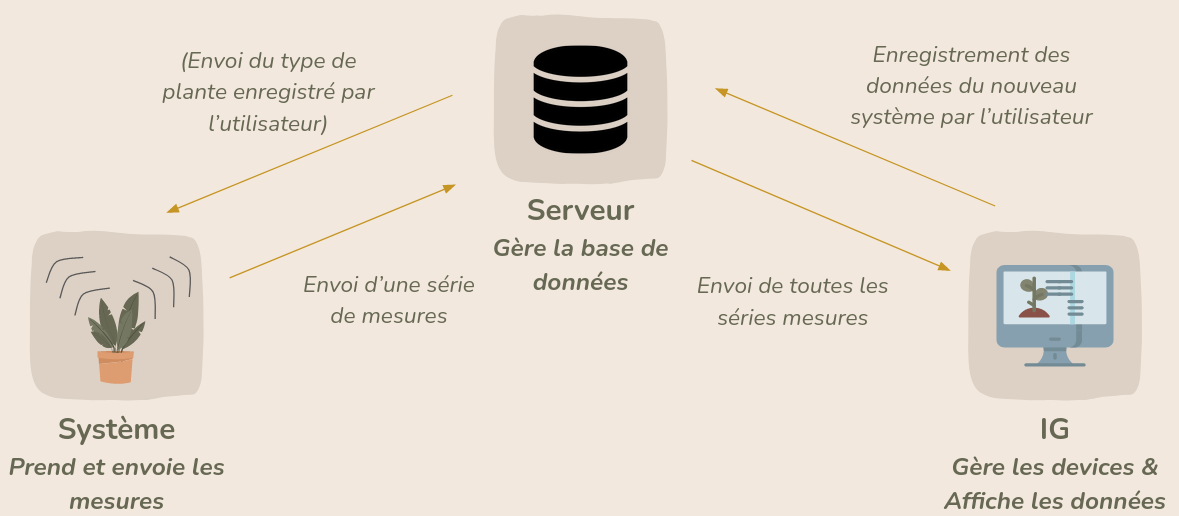 (Envoi du type de
plante enregistré par
l’utilisateur)
Enregistrement des
données du nouveau
système par l’utilisateur
Serveur
Gère la base de
données
Envoi d’une série
de mesures
Envoi de toutes les
séries mesures
Système
Prend et envoie les
mesures
IG
Gère les devices &
Affiche les données